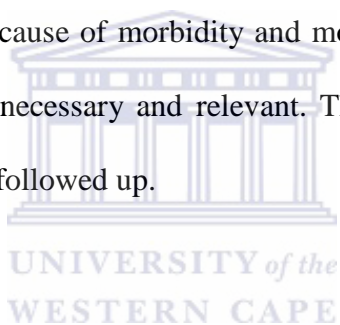 cause of morbidity and mo
necessary and relevant. T
followed up.
UNIVERSITY of the
WESTERN CAPE